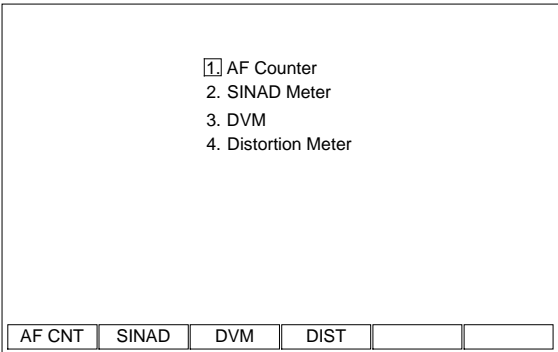 1. AF Counter
2. SINAD Meter
3. DVM
4. Distortion Meter
AF CNT SINAD DVM DIST